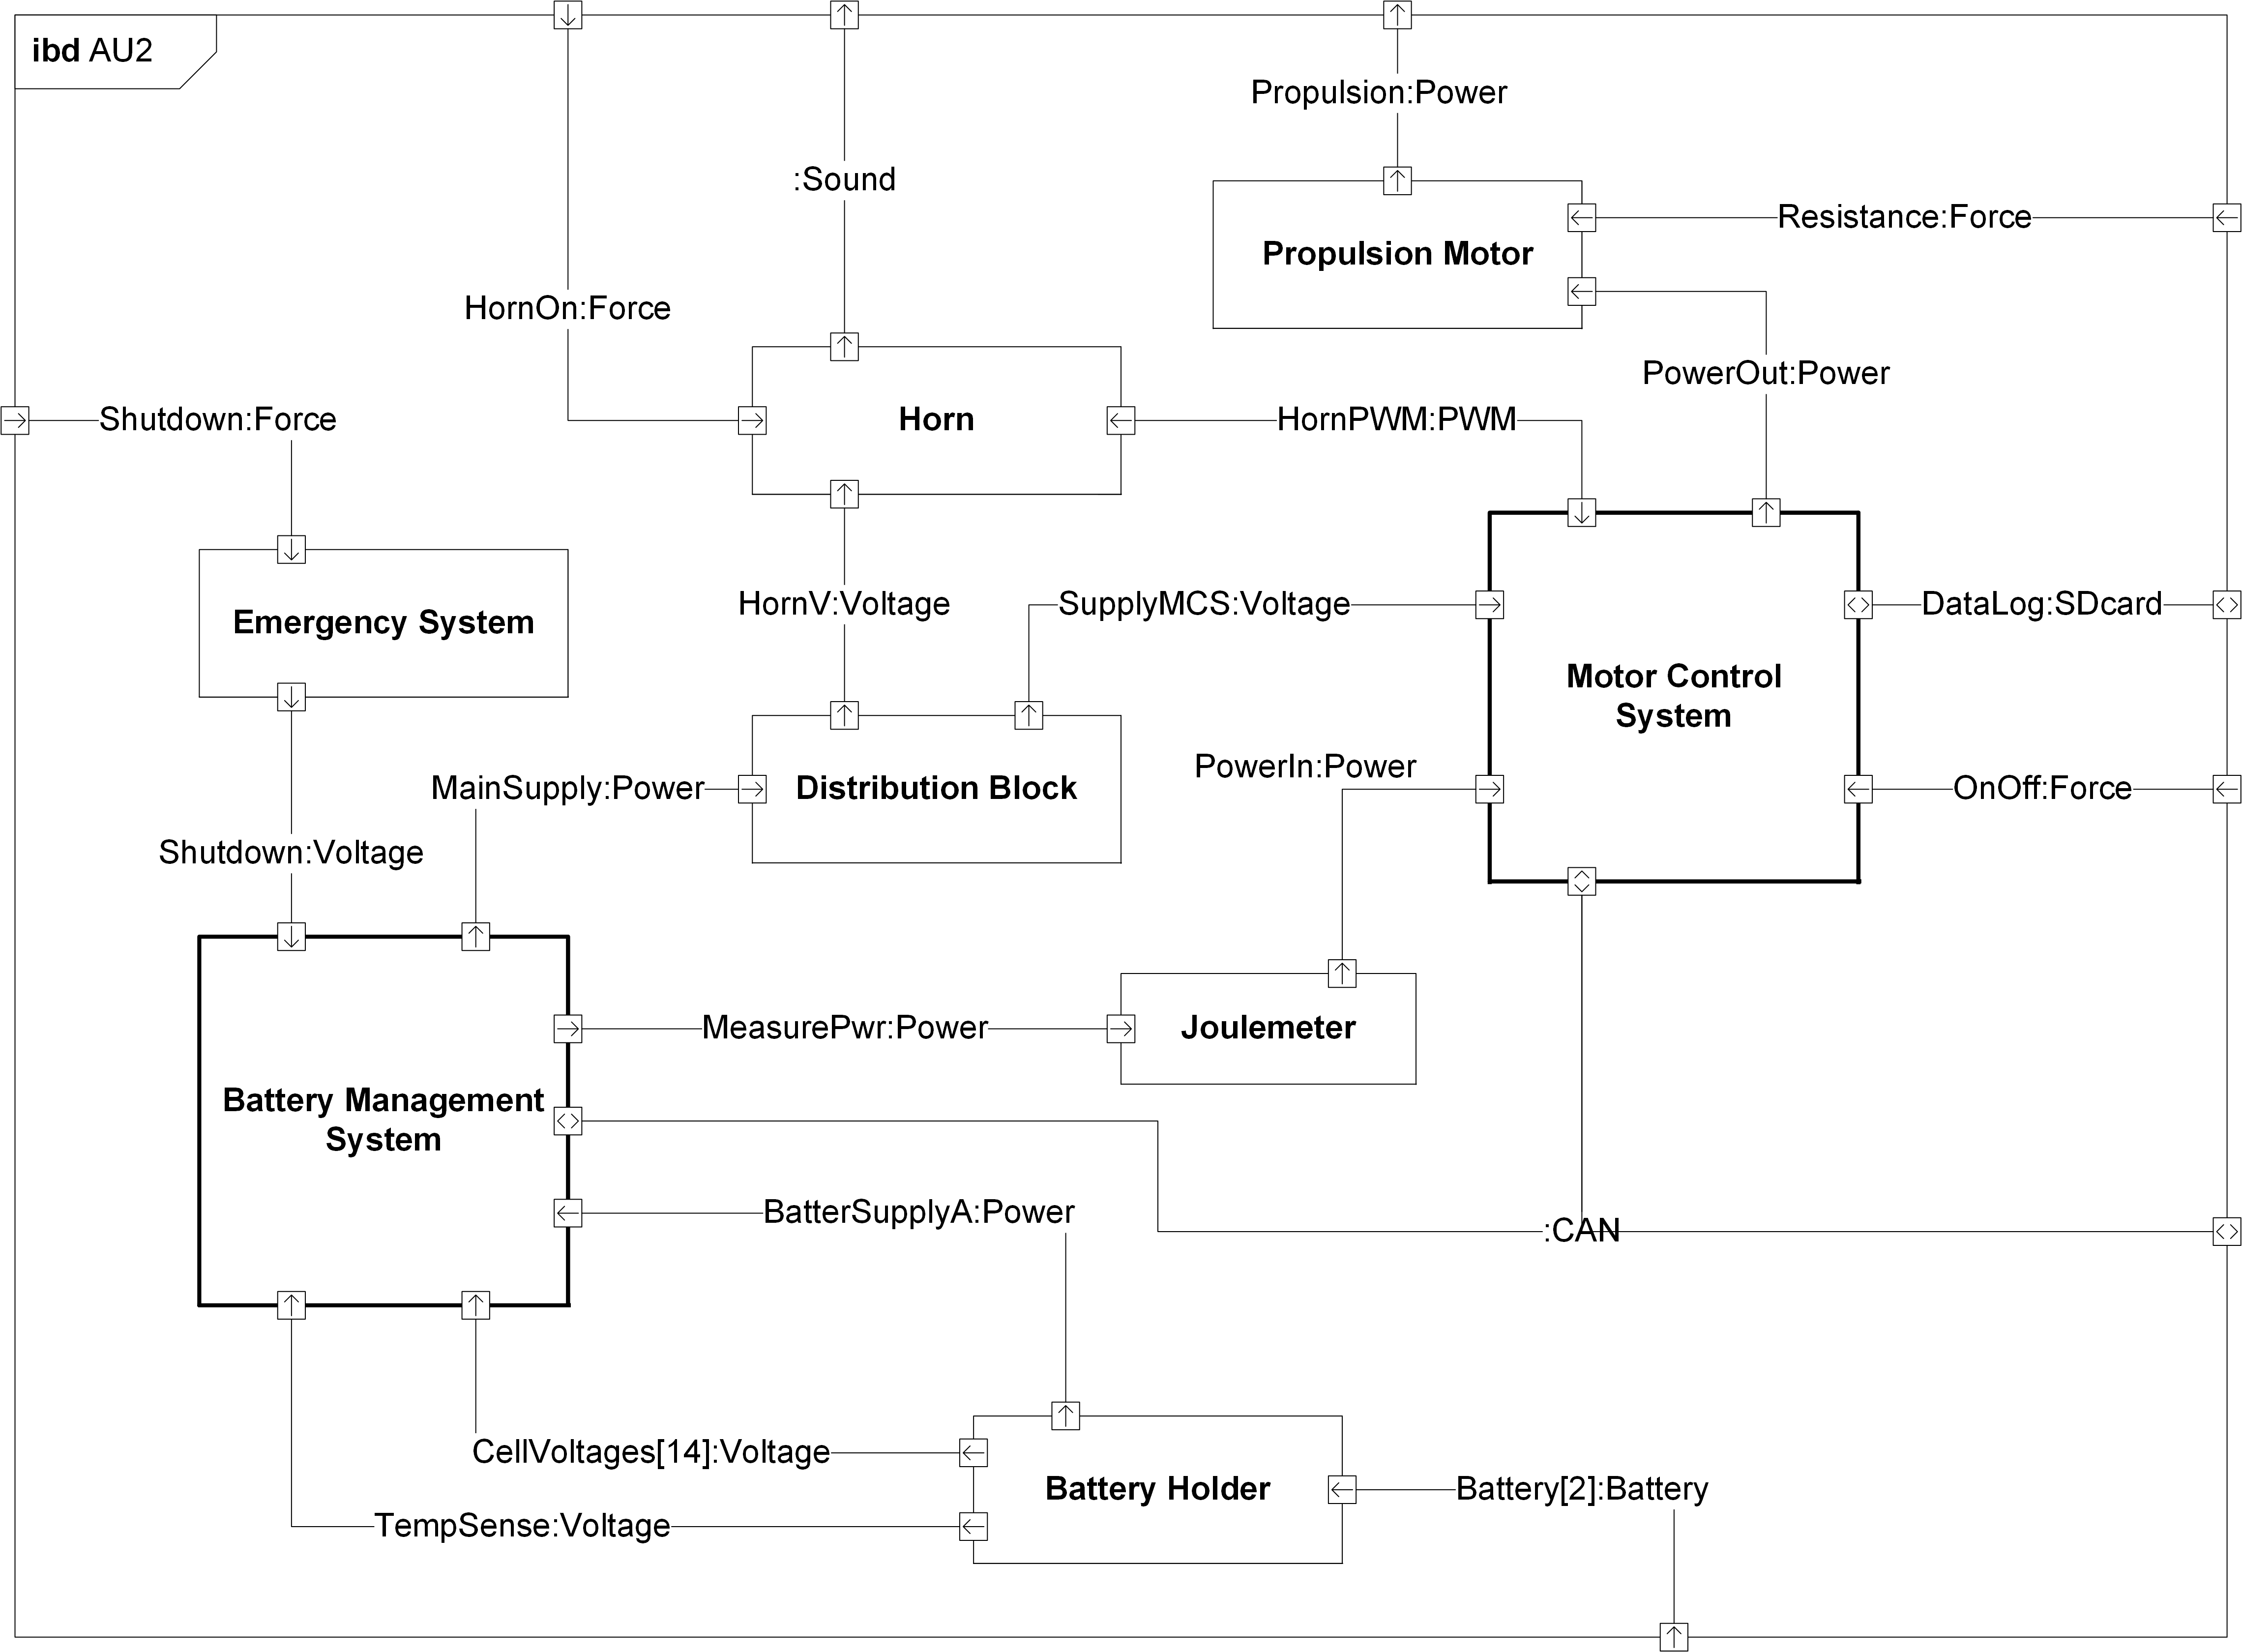 ibd AU2
Propulsion:Power
:Sound
Resistance:Force
Propulsion Motor
HornOn:Force
PowerOut:Power
Shutdown:Force
Horn
HornPWM:PWM
HornV:Voltage
SupplyMCS:Voltage
DataLog:SDcard
Emergency System
Motor Control
System
PowerIn:Power
MainSupply:Power
Distribution Block
OnOff:Force
Shutdown:Voltage
MeasurePwr:Power
Joulemeter
Battery Management
System
BatterSupplyA:Power
:CAN
CellVoltages[14]:Voltage
Battery Holder
Battery[2]:Battery
TempSense:Voltage